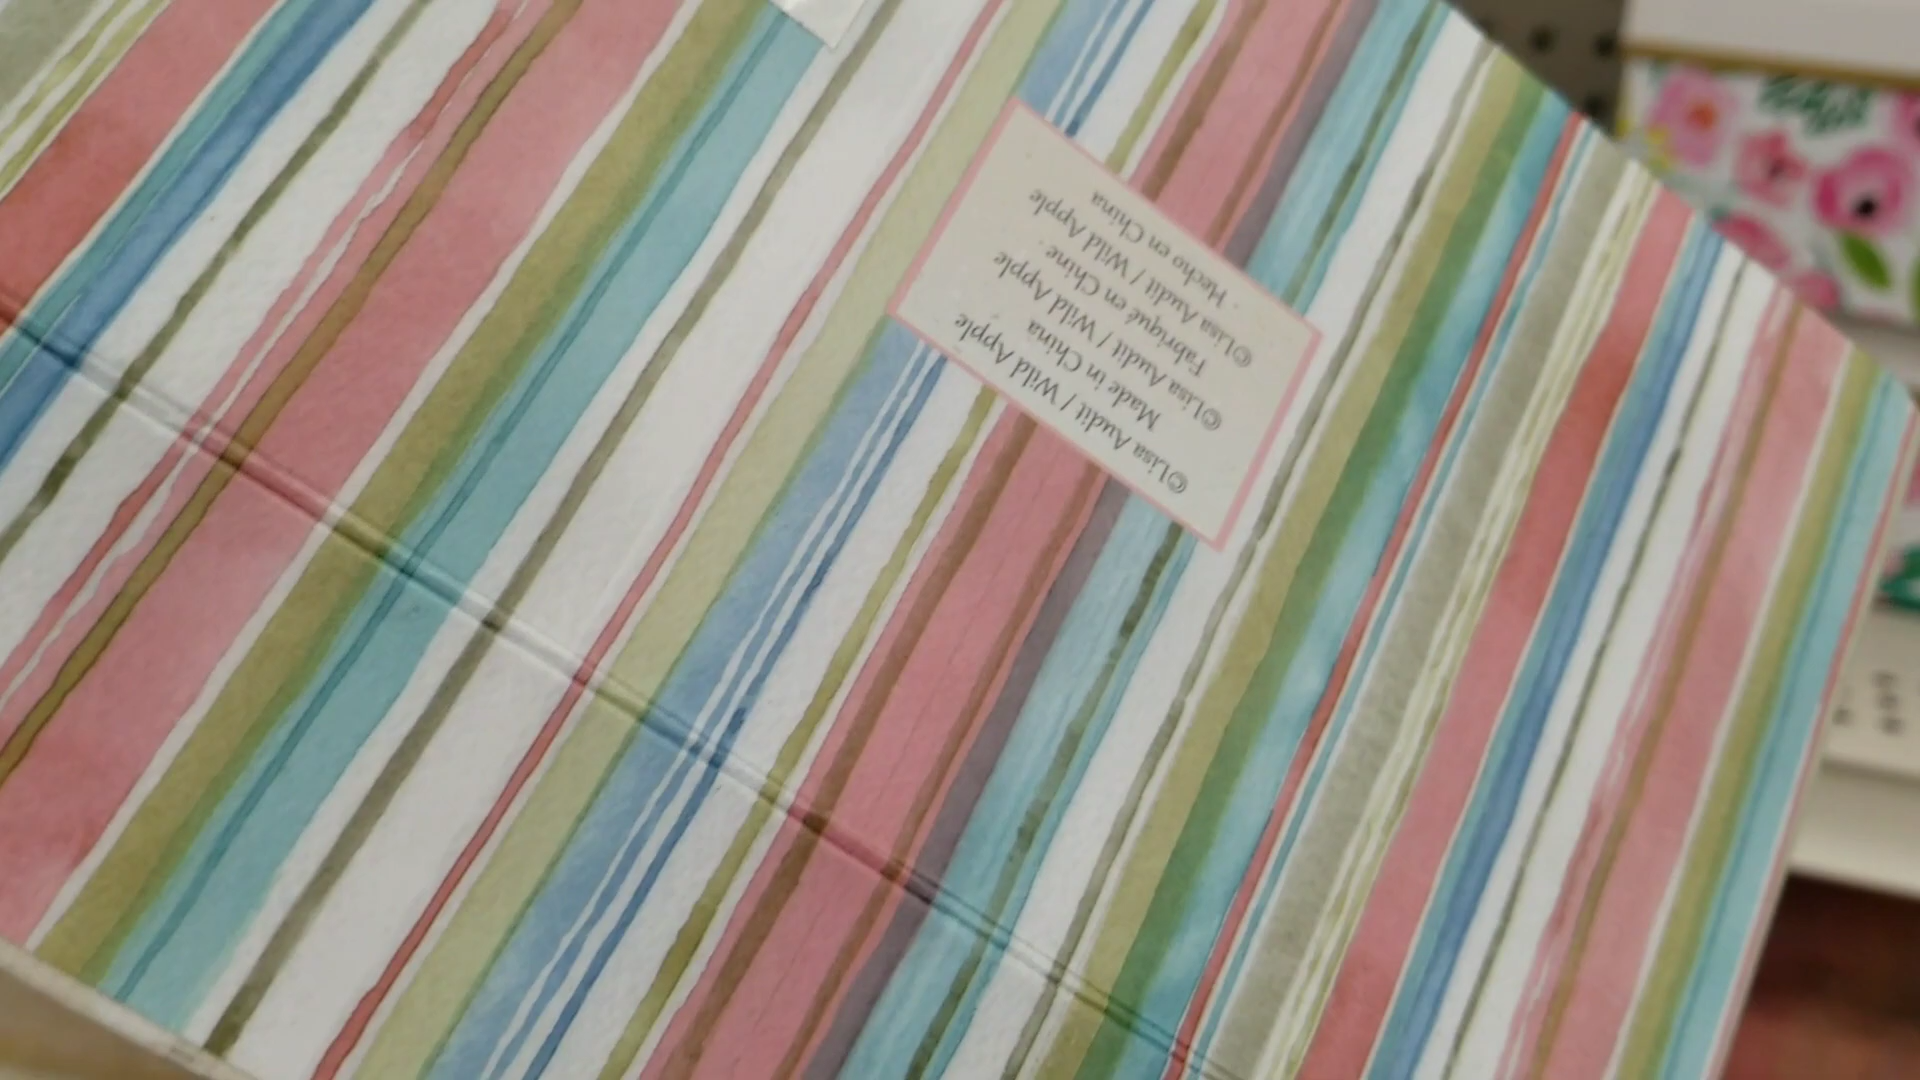 ©Lisa Audit / Wild Apple
Made in China
©Lisa Audit / Wild Apple
Fabriqué en Chine
©Lisa Audit / Wild Apple
Hecho en China